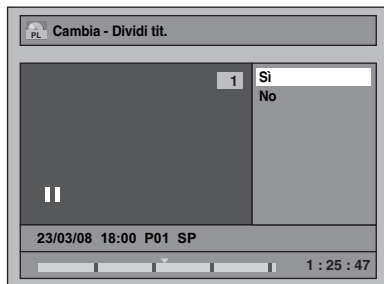 PL Cambia - Dividi tit.
1
Sì
No
23/03/08 18:00 P01 SP
1 : 25 : 47